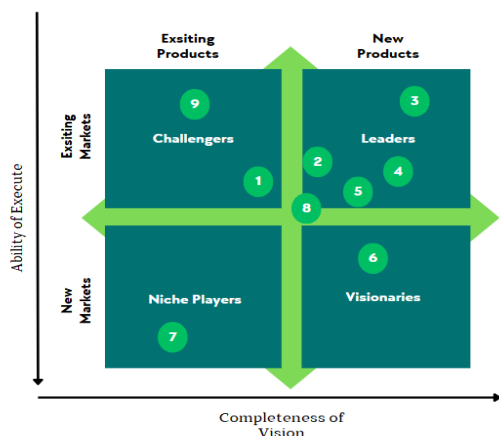 Exsiting
Products
New
Products
Exsiting
Markets
New
Markets
Ability of Execute
9
Challengers
1
3
Leaders
2
4
5
8
Niche Players
7
6
Visionaries
Completeness of
Vision